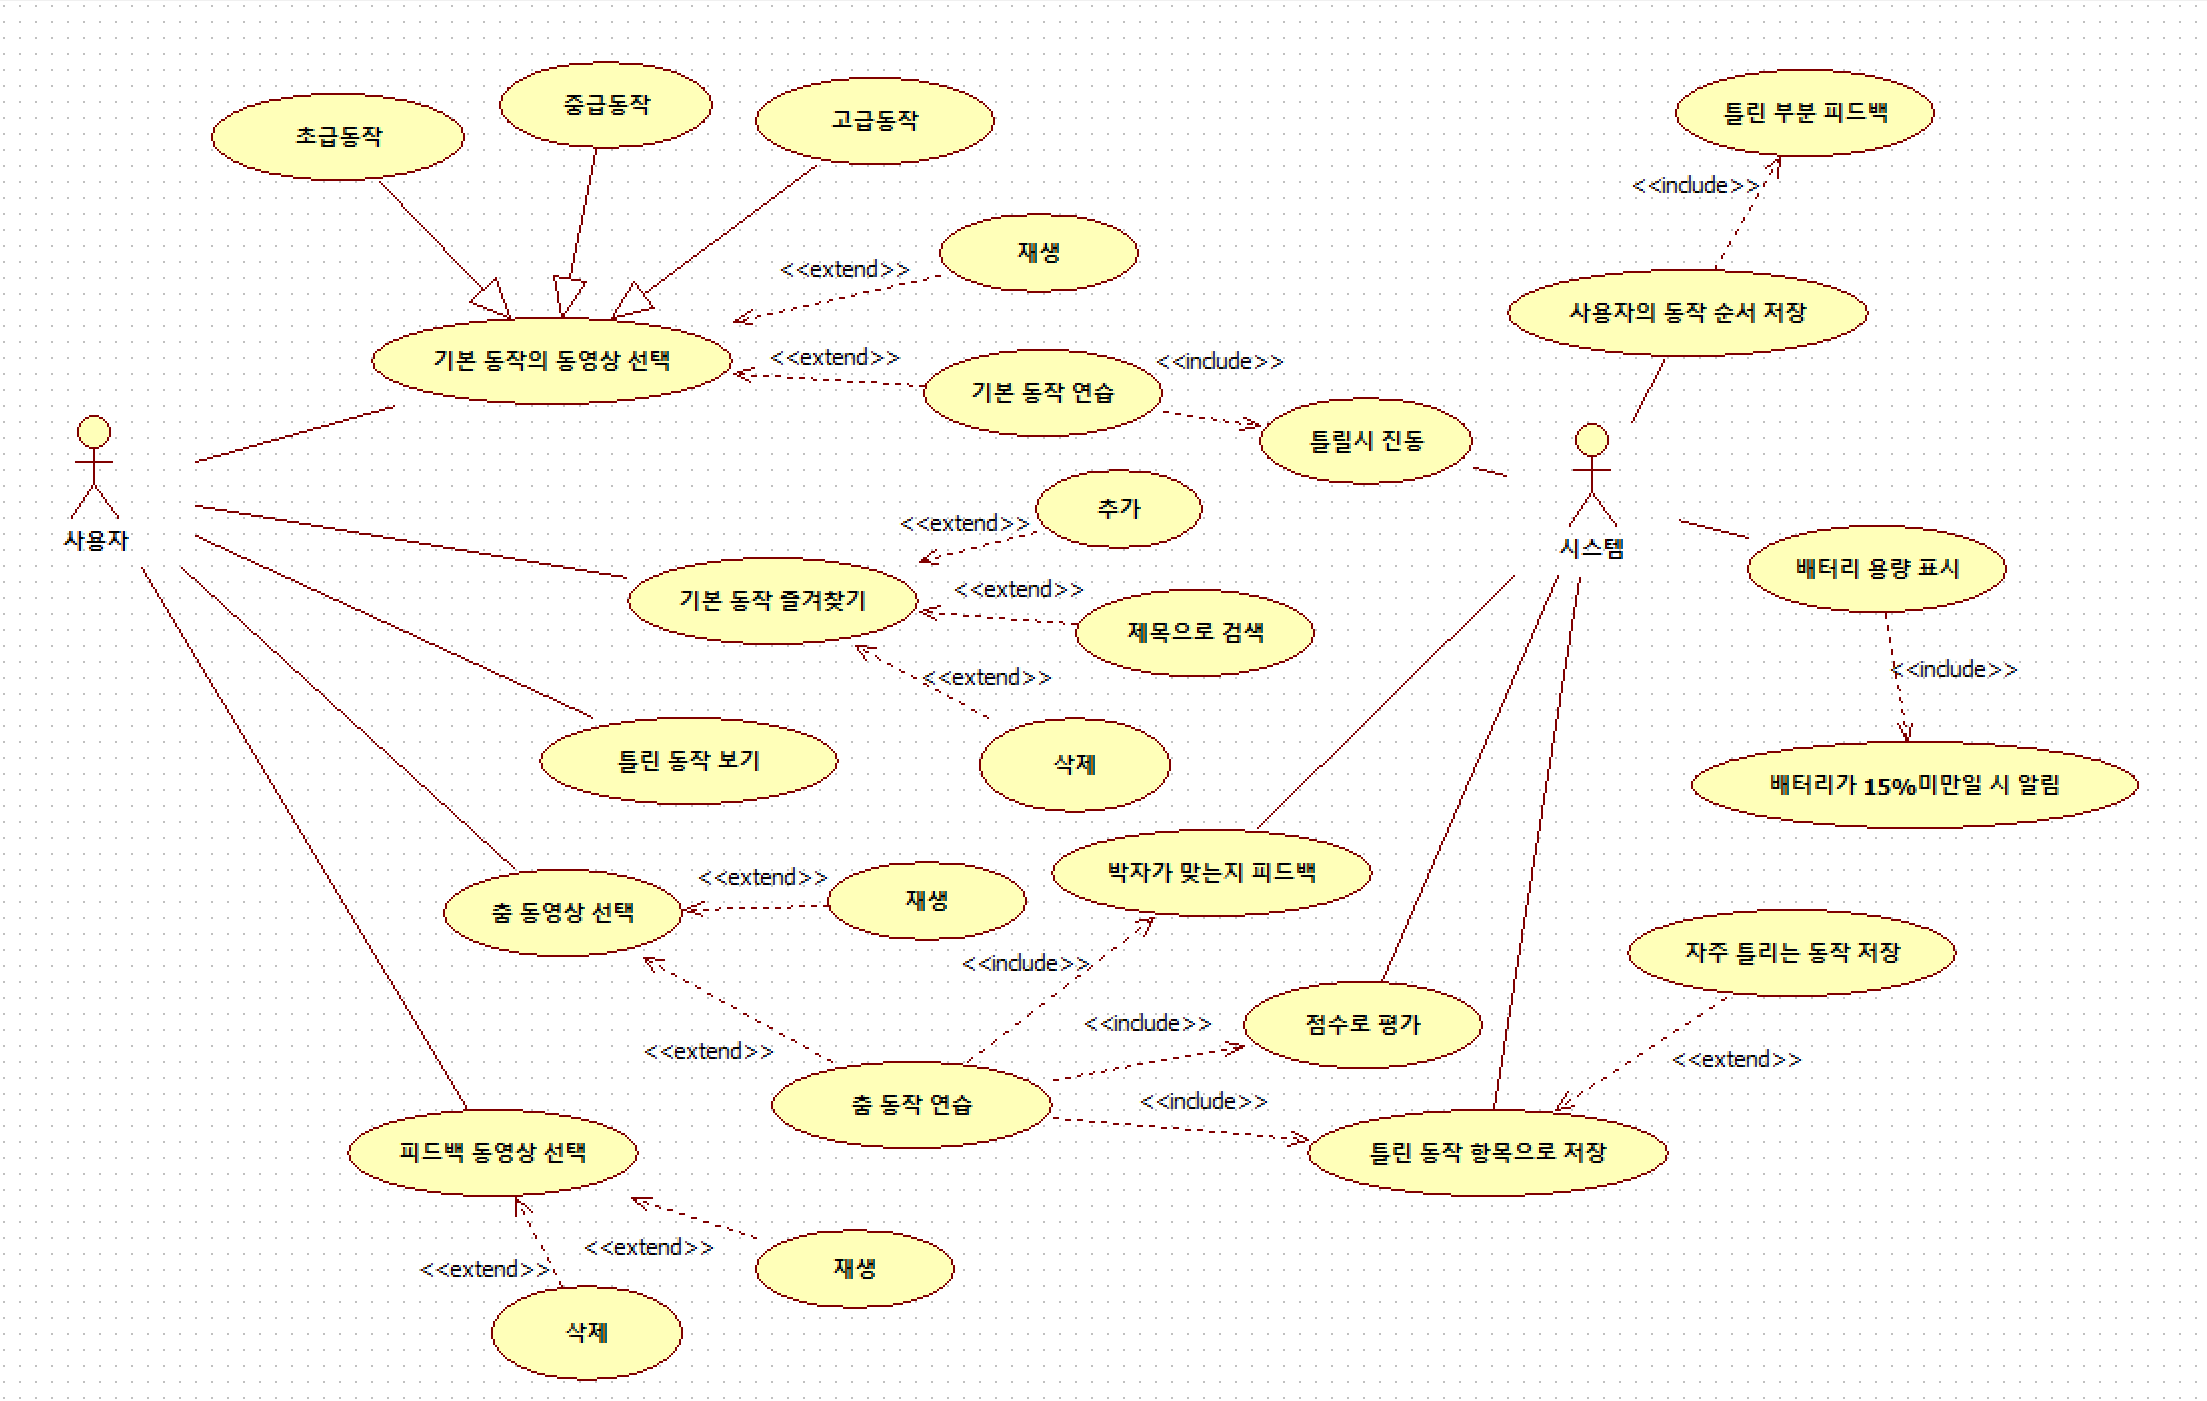 초급동작
중급동작
고급동작
틀린 부분 피드백
<<include>>
재생
<<extend>>
사용자의 동작 순서 저장
기본 동작의 동영상 선택
<<extend>>
기본 동작 연습
<<include>>
틀릴시 진동
사용자
시스템
추가
<<extend>>
배터리 용량 표시
<<extend>>
기본 동작 즐겨찾기
제목으로 검색
<<extend>>
<<include>>
틀린 동작 보기
삭제
배터리가 15%미만일 시 알림
박자가 맞는지 피드백
<<extend>>
재생
춤 동영상 선택
<<include>>
자주 틀리는 동작 저장
<<include>>
점수로 평가
<<extend>>
<<extend>>
춤 동작 연습
<<include>>
피드백 동영상 선택
틀린 동작 항목으로 저장
<<extend>>
<<extend>>
재생
삭제